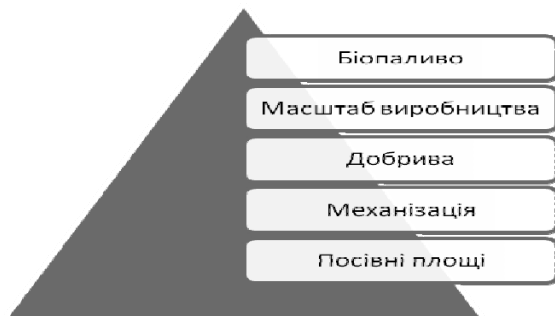 Біопаливо
Масштаб виробництва
Добрива
Механізація
Посівні площі